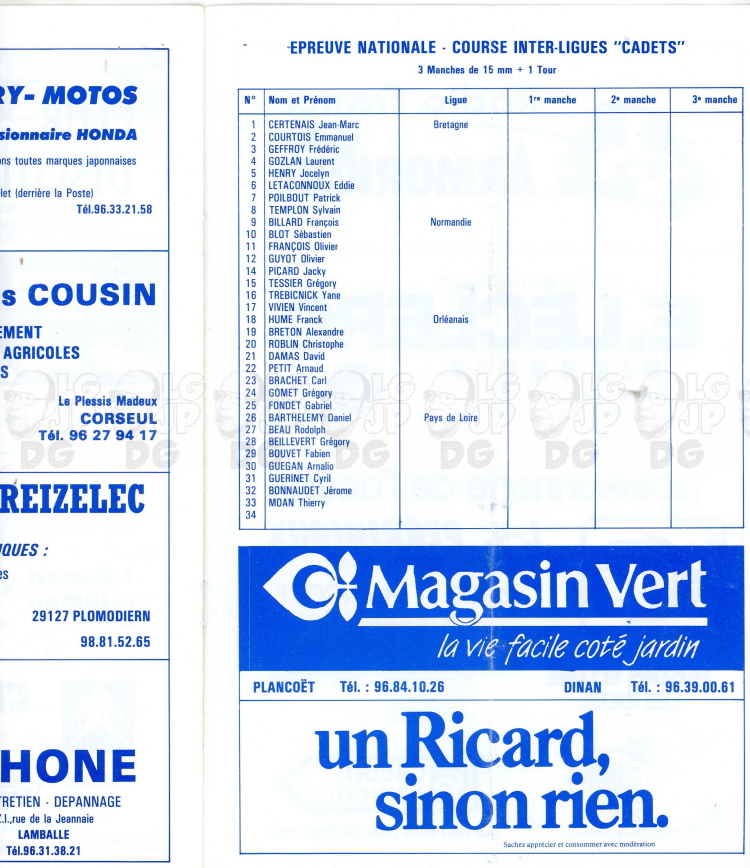 RY- MOTOS
sionnaire HONDA
ons toutes marques japonnaises
let (derrière la Poste)
Tél.96.33.21.58
s COUSIN
EMENT
AGRICOLES
S
Le Plessis Madeux
CORSEUL
Tél. 96 27 94 17
REIZELEC
IQUES :
es
29127 PLOMODIERN
98.81.52.65
HONE
TRETIEN - DEPANNAGE
Z.I.,rue de la Jeannaie
LAMBALLE
Tél.96.31.38.21
EPREUVE NATIONALE - COURSE INTER-LIGUES "CADETS"
3 Manches de 15 mm + 1 Tour
N° Nom et Prénom Ligue 1re manche 2e manche 3e manche
1 CERTENAIS Jean-Marc Bretagne
2 COURTOIS Emmanuel
3 GEFFROY Frédéric
4 GOZLAN Laurent
5 HENRY Jocelyn
6 LETACONNOUX Eddie
7 POILBOUT Patrick
8 TEMPLON Sylvain
9 BILLARD François Normandie
10 BLOT Sébastien
11 FRANÇOIS Olivier
12 GUYOT Olivier
14 PICARD Jacky
15 TESSIER Grégory
16 TREBICNICK Yane
17 VIVIEN Vincent
18 HUME Franck Orléanais
19 BRETON Alexandre
20 ROBLIN Christophe
21 DAMAS David
22 PETIT Arnaud
23 BRACHET Carl
24 GOMET Grégory
25 FONDET Gabriel
26 BARTHELEMY Daniel Pays de Loire
27 BEAU Rodolph
28 BEILLEVERT Grégory
29 BOUVET Fabien
30 GUEGAN Arnalio
31 GUERINET Cyril
32 BONNAUDET Jérome
33 MOAN Thierry
34
Magasin Vert
la vie facile coté jardin
PLANCOËT Tél. : 96.84.10.26 DINAN Tél. : 96.39.00.61
un Ricard,
sinon rien.
Sachez apprécier et consommer avec modération
LG JP DG